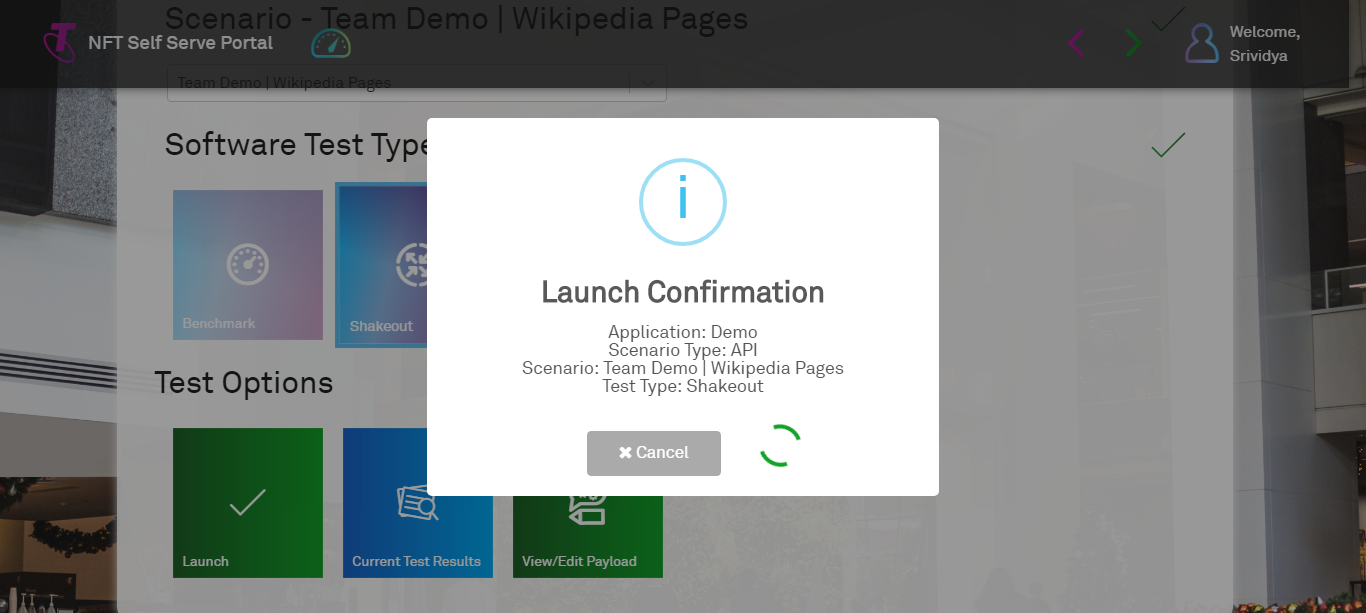 Scenario - Team Demo | Wikipedia Pages
NFT Self Serve Portal
Welcome,
Srividya
Team Demo | Wikipedia Pages
Software Test Type
Benchmark
Shakeout
Launch Confirmation
Application: Demo
Scenario Type: API
Scenario: Team Demo | Wikipedia Pages
Test Type: Shakeout
Cancel
Test Options
Launch
Current Test Results
View/Edit Payload